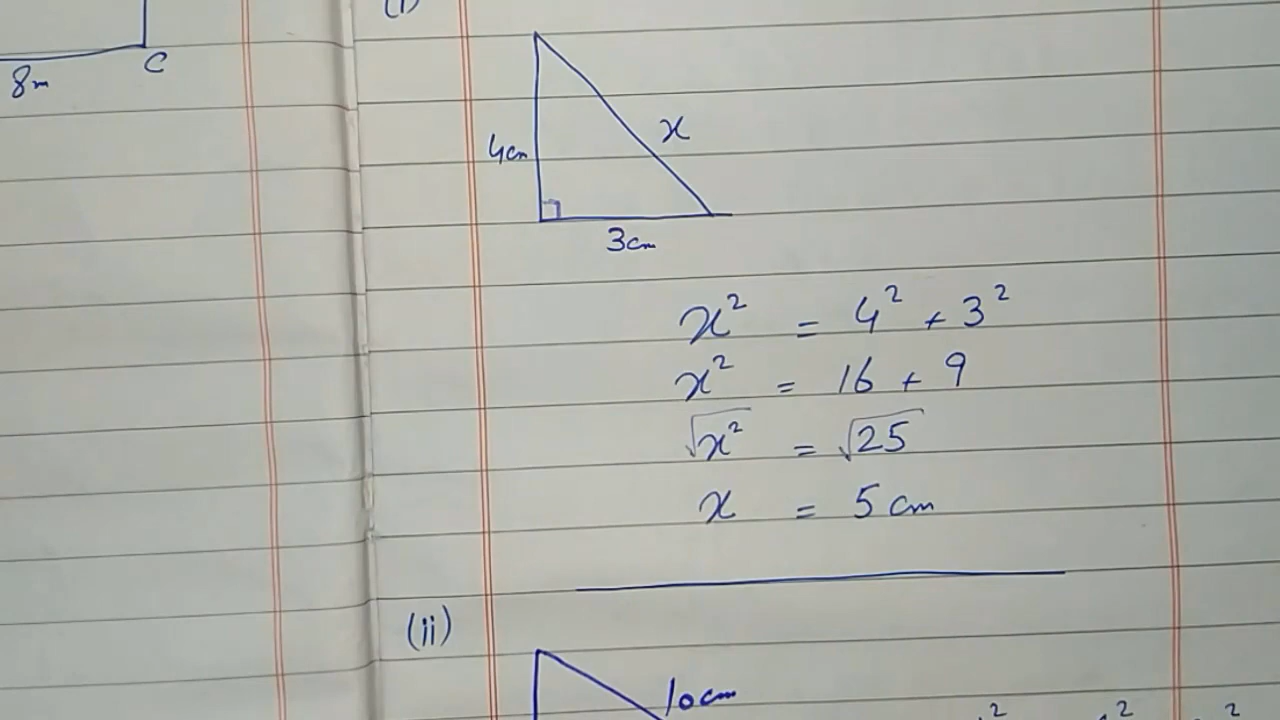 (i)
8m
C
4cm
x
3cm
x² = 4² + 3²
x² = 16 + 9
√x² = √25
x = 5 cm
(ii)
10cm